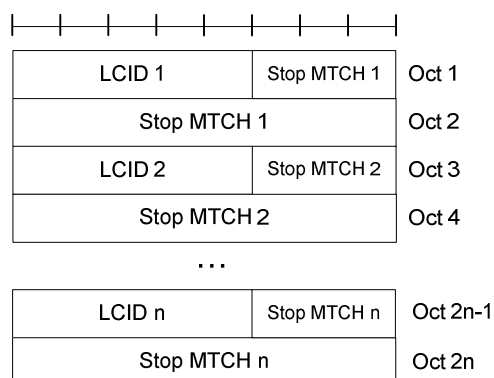 LCID 1 Stop MTCH 1 Oct 1
Stop MTCH 1 Oct 2
LCID 2 Stop MTCH 2 Oct 3
Stop MTCH 2 Oct 4
...
LCID n Stop MTCH n Oct 2n-1
Stop MTCH n Oct 2n